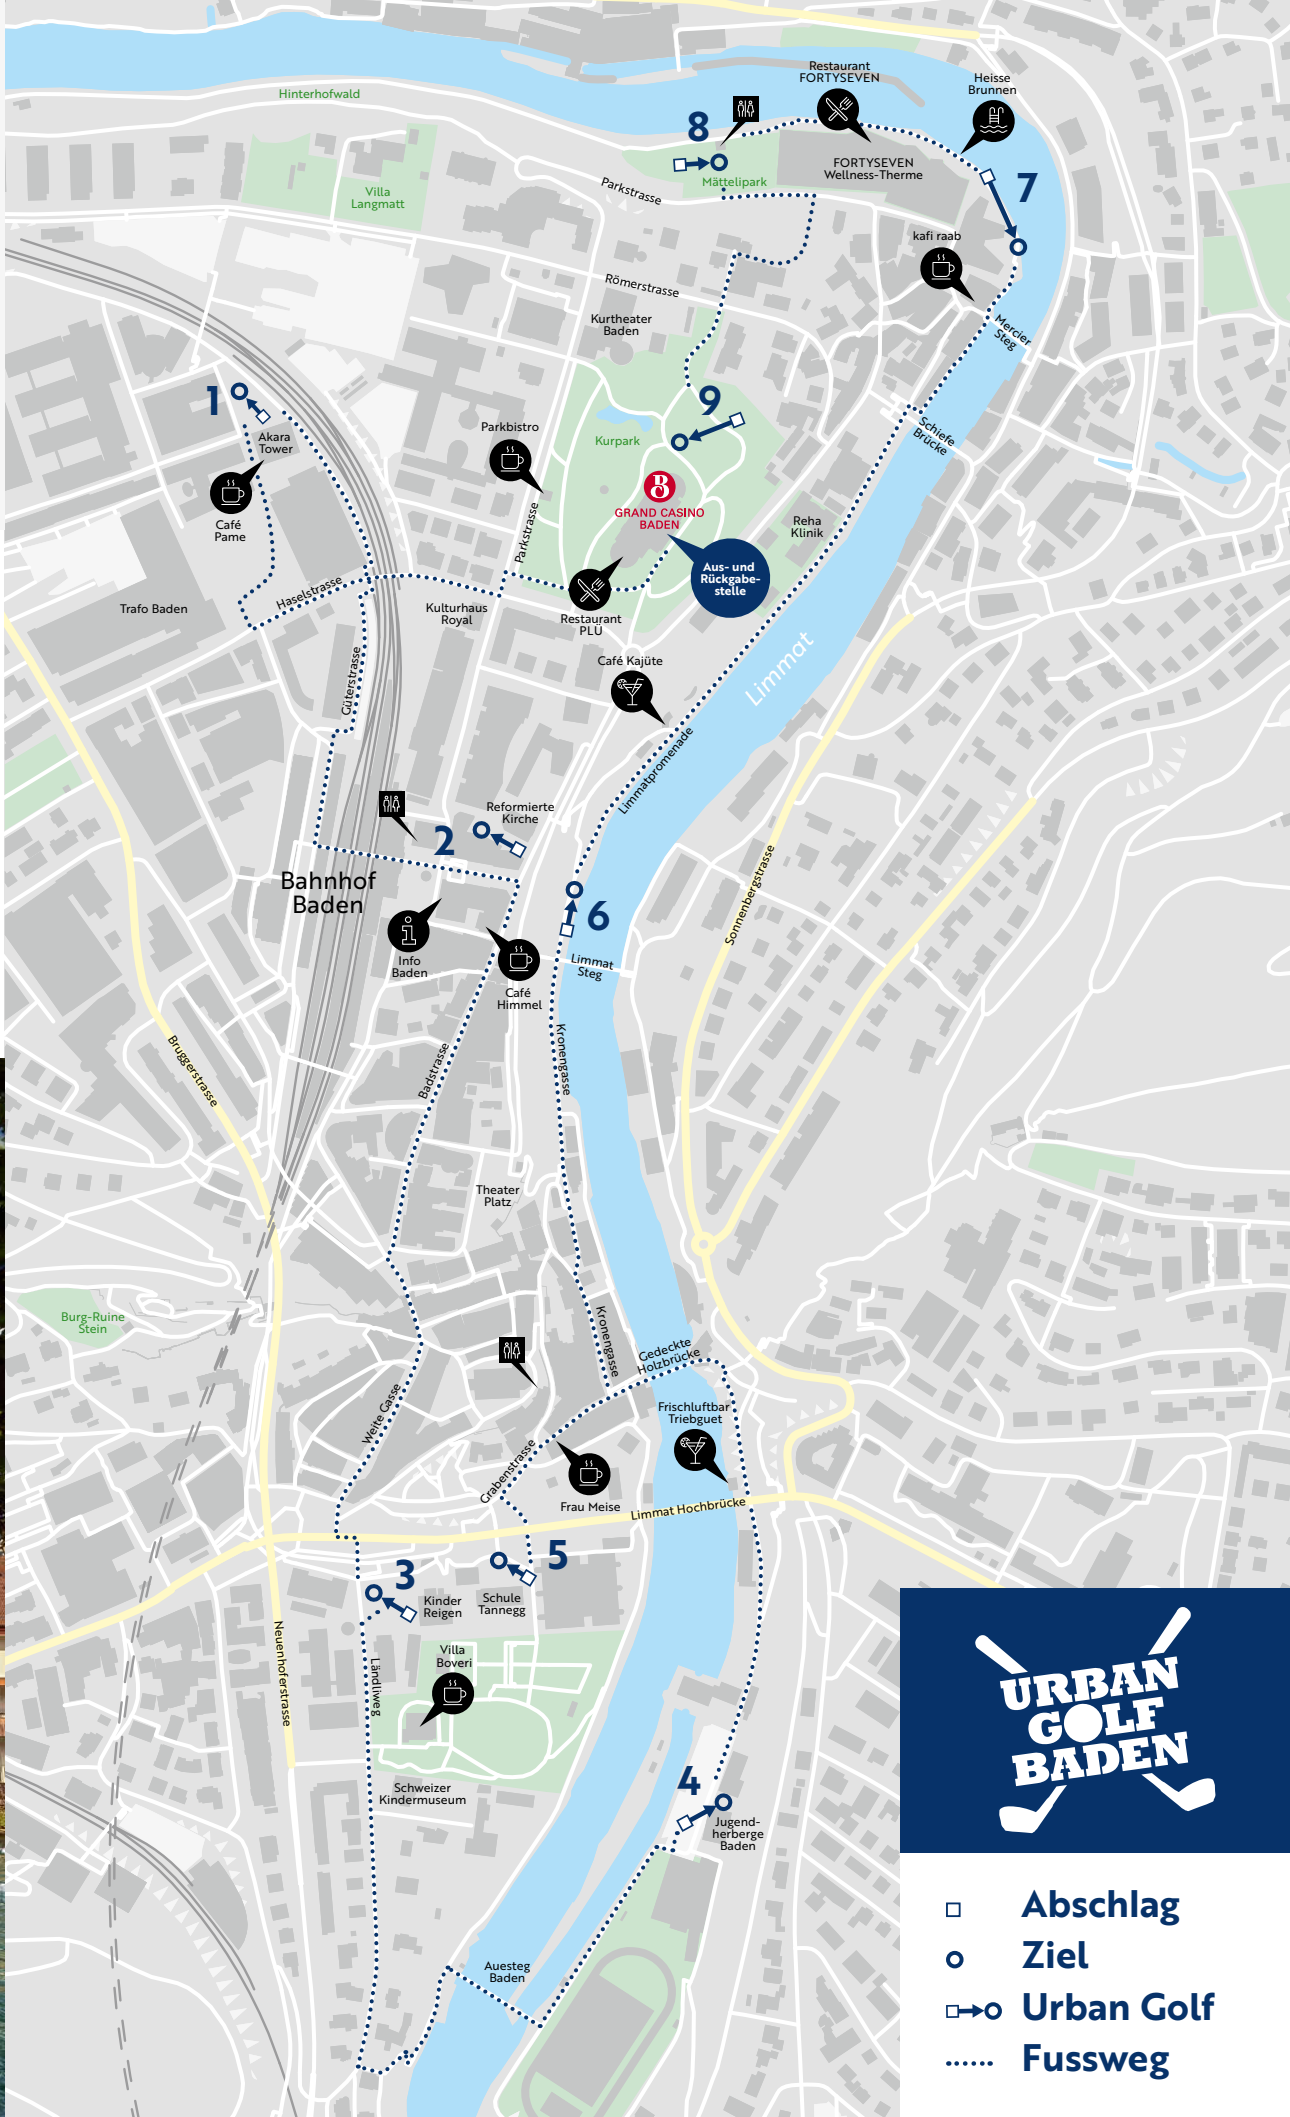 Hinterhofwald
Villa
Langmatt
Restaurant
FORTYSEVEN
Heisse
Brunnen
8
Mättelipark
FORTYSEVEN
Wellness-Therme
7
Parkstrasse
kafi raab
Römerstrasse
Kurtheater
Baden
Mercier
Steg
1
Akara
Tower
Café
Pame
Parkbistro
Kurpark
9
Schiefe
Brücke
GRAND CASINO
BADEN
Parkstrasse
Reha
Klinik
Aus- und
Rückgabe-
stelle
Haselstrasse
Trafo Baden
Kulturhaus
Royal
Restaurant
PLÜ
Güterstrasse
Café Kajüte
Limmat
Limmatpromenade
Reformierte
Kirche
2
Bahnhof
Baden
Sonnenbergstrasse
6
Info
Baden
Café
Himmel
Limmat
Steg
Bruggerstrasse
Badstrasse
Kronengasse
Theater
Platz
Burg-Ruine
Stein
Kronengasse
Gedeckte
Holzbrücke
Weite Gasse
Frischluftbar
Triebguet
Grabenstrasse
Frau Meise
Limmat Hochbrücke
3
Kinder
Reigen
5
Schule
Tannegg
Neuenhoferstrasse
Ländliweg
Villa
Boveri
Schweizer
Kindermuseum
4
Jugend-
herberge
Baden
Auesteg
Baden
URBAN
GOLF
BADEN
Abschlag
Ziel
Urban Golf
Fussweg